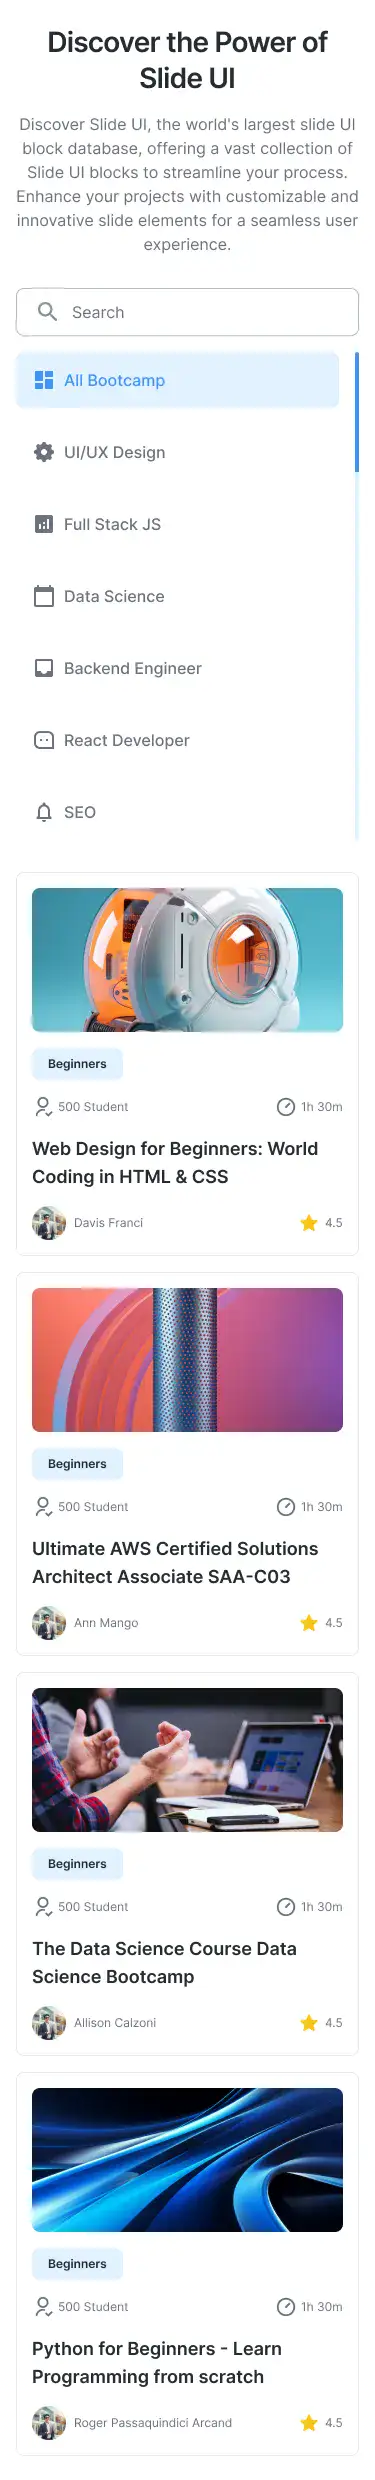 Discover the Power of
Slide UI
Discover Slide UI, the world's largest slide UI
block database, offering a vast collection of
Slide UI blocks to streamline your process.
Enhance your projects with customizable and
innovative slide elements for a seamless user
experience.
Search
All Bootcamp
UI/UX Design
Full Stack JS
Data Science
Backend Engineer
React Developer
SEO
Beginners
500 Student 1h 30m
Web Design for Beginners: World
Coding in HTML & CSS
Davis Franci 4.5
Beginners
500 Student 1h 30m
Ultimate AWS Certified Solutions
Architect Associate SAA-C03
Ann Mango 4.5
Beginners
500 Student 1h 30m
The Data Science Course Data
Science Bootcamp
Allison Calzoni 4.5
Beginners
500 Student 1h 30m
Python for Beginners - Learn
Programming from scratch
Roger Passaquindici Arcand 4.5